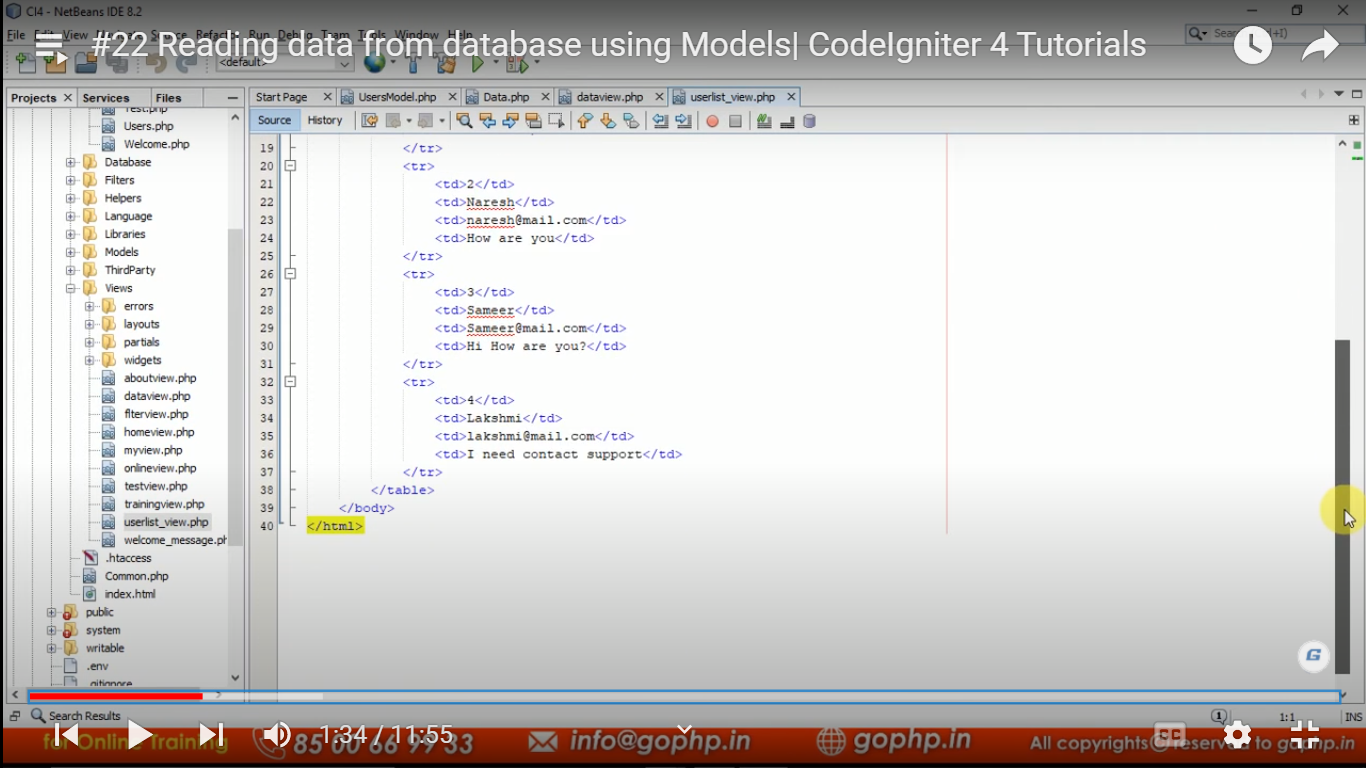 CI4 - NetBeans IDE 8.2
File Edit View Navigate Source Refactor Run Debug Team Tools Window Help
#22 Reading data from database using Models| CodeIgniter 4 Tutorials
<default>
Projects Services Files
Start Page UsersModel.php Data.php dataview.php userlist_view.php
Source History
Test.php
Users.php
Welcome.php
Database
Filters
Helpers
Language
Libraries
Models
ThirdParty
Views
errors
layouts
partials
widgets
aboutview.php
dataview.php
flterview.php
homeview.php
myview.php
onlineview.php
testview.php
trainingview.php
userlist_view.php
welcome_message.ph
.htaccess
Common.php
index.html
public
system
writable
.env
.gitignore
19 </tr>
20 <tr>
21 <td>2</td>
22 <td>Naresh</td>
23 <td>naresh@mail.com</td>
24 <td>How are you</td>
25 </tr>
26 <tr>
27 <td>3</td>
28 <td>Sameer</td>
29 <td>Sameer@mail.com</td>
30 <td>Hi How are you?</td>
31 </tr>
32 <tr>
33 <td>4</td>
34 <td>Lakshmi</td>
35 <td>lakshmi@mail.com</td>
36 <td>I need contact support</td>
37 </tr>
38 </table>
39 </body>
40 </html>
G
Search Results
1 1:1 INS
for Online Training 85 00 66 99 33 info@gophp.in gophp.in All copyrights© reserved to gophp.in
1:34 / 11:55